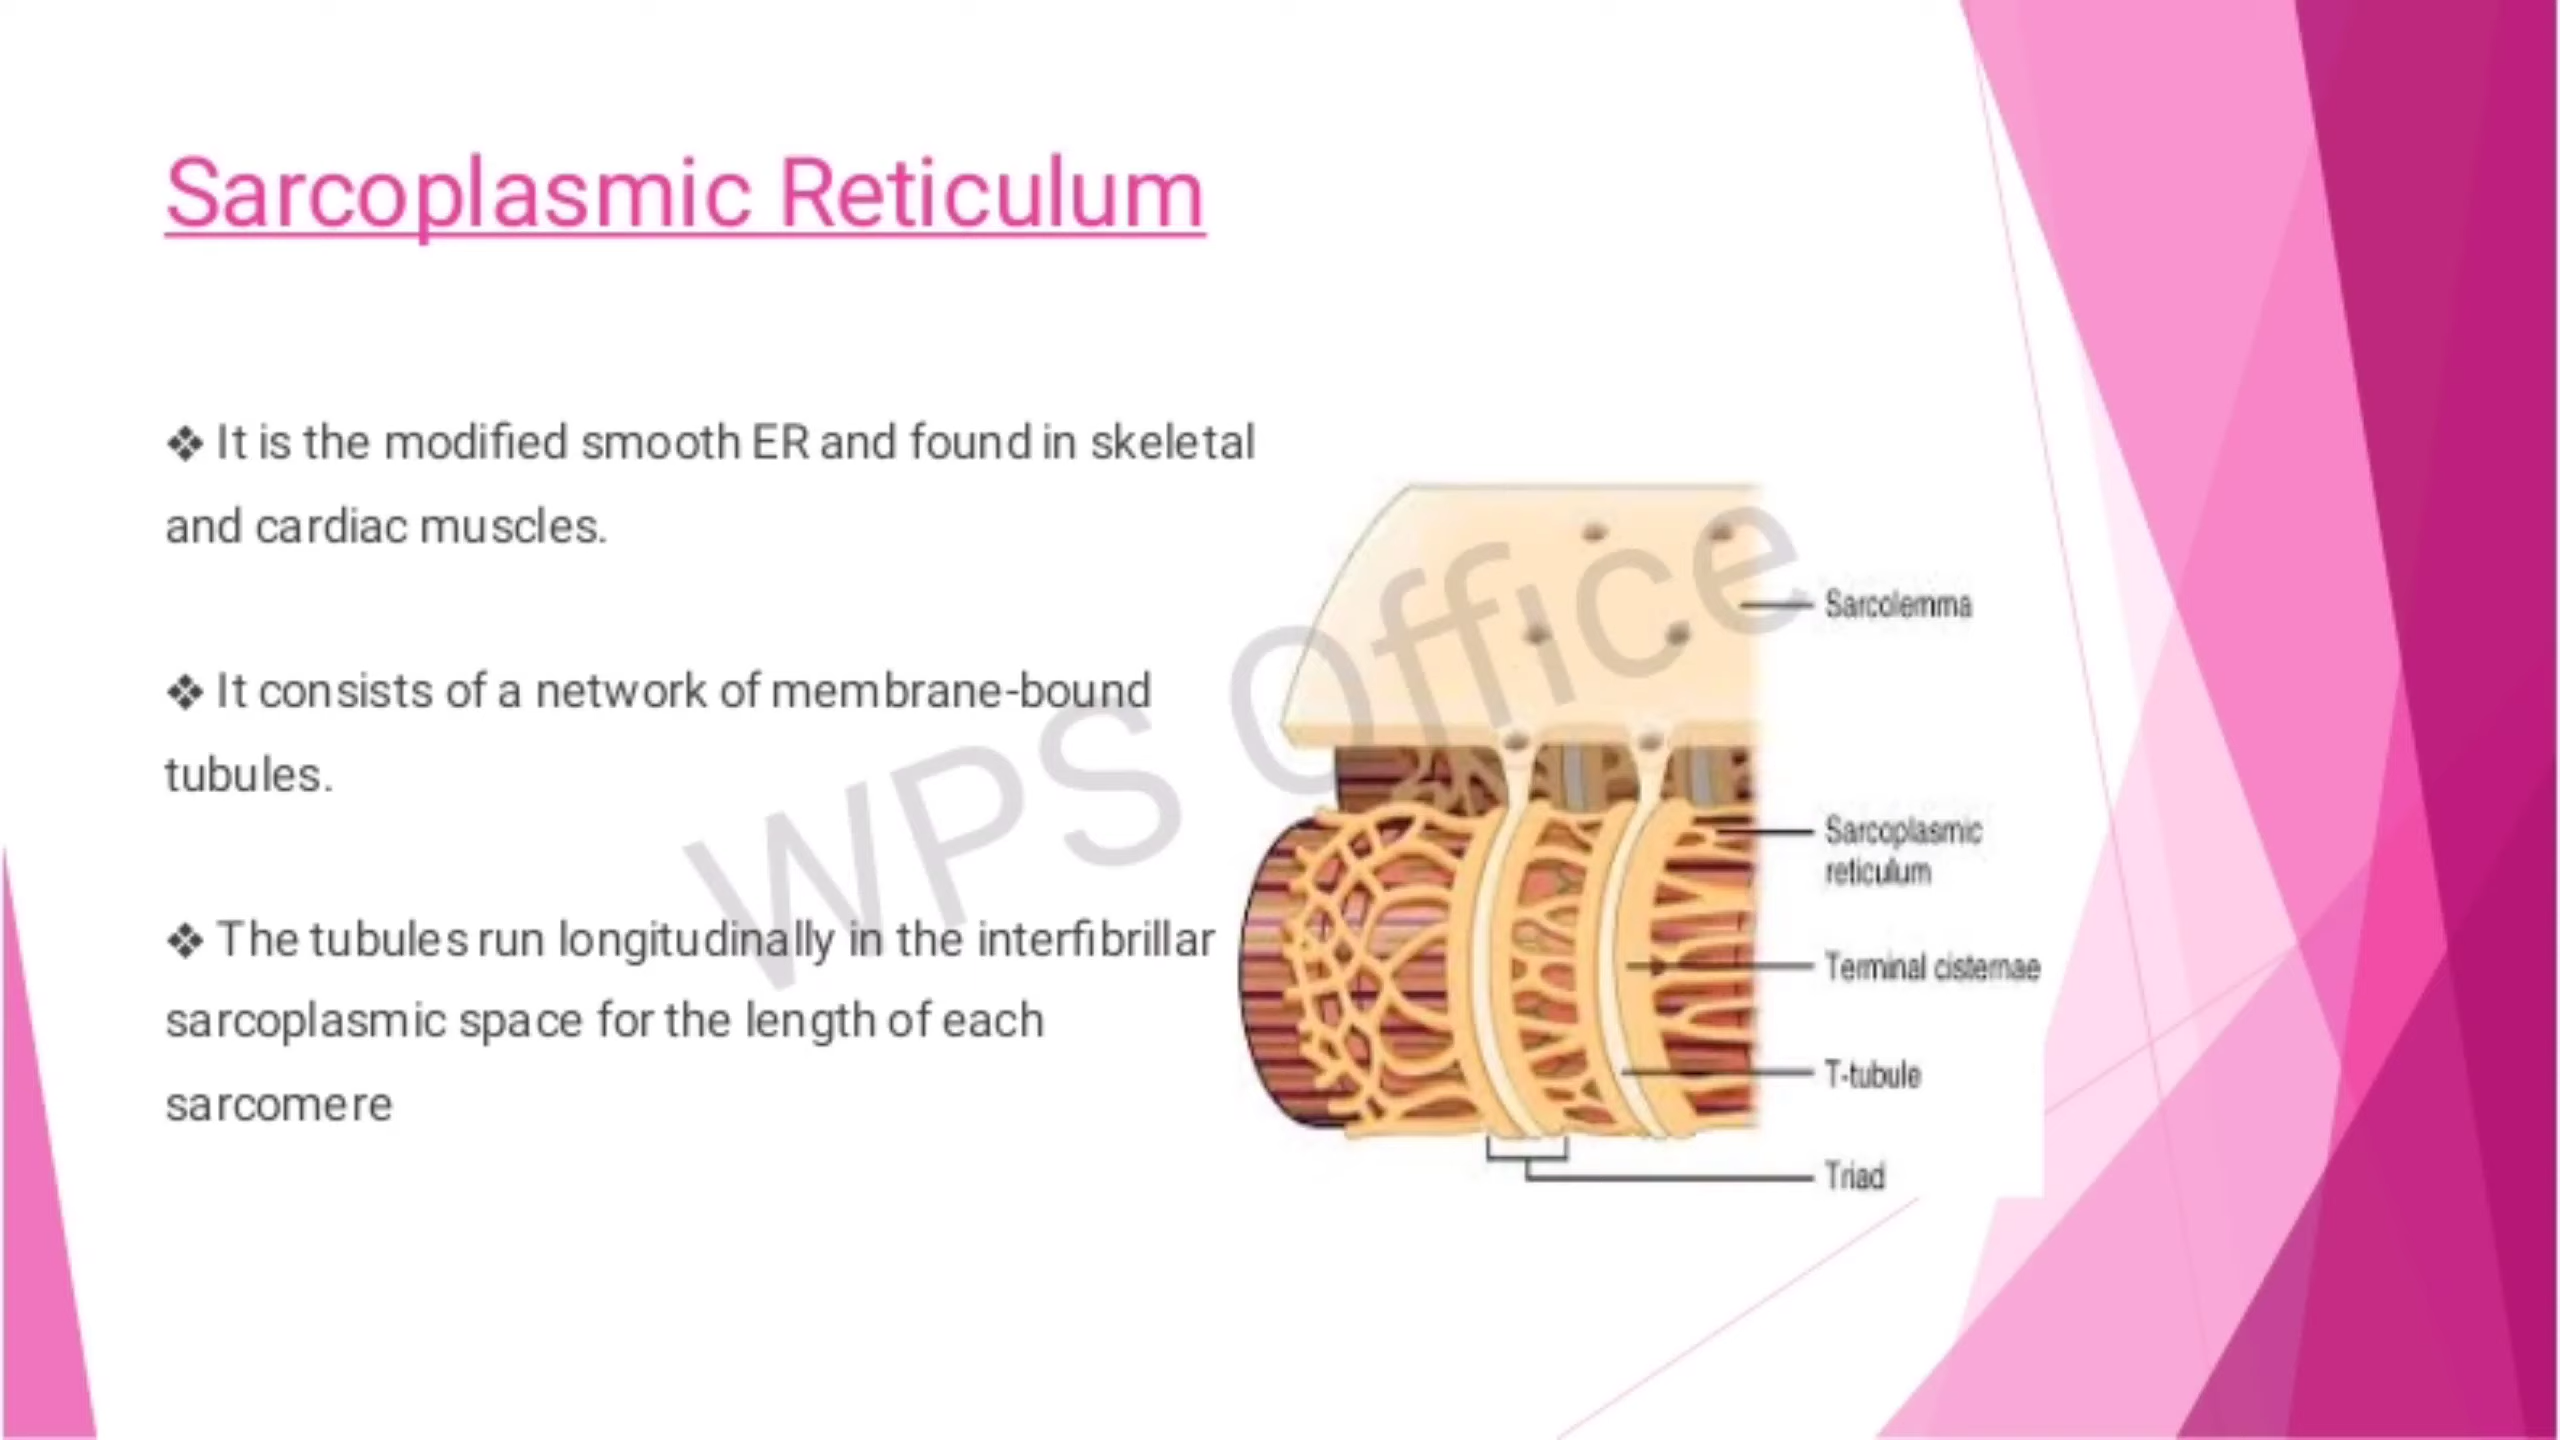 Sarcoplasmic Reticulum
❖ It is the modified smooth ER and found in skeletal
and cardiac muscles.
❖ It consists of a network of membrane-bound
tubules.
❖ The tubules run longitudinally in the interfibrillar
sarcoplasmic space for the length of each
sarcomere
WPS Office
Sarcolemma
Sarcoplasmic
reticulum
Terminal cisternae
T-tubule
Triad